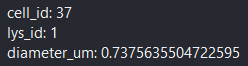 cell_id: 37
lys_id: 1
diameter_um: 0.7375635504722595